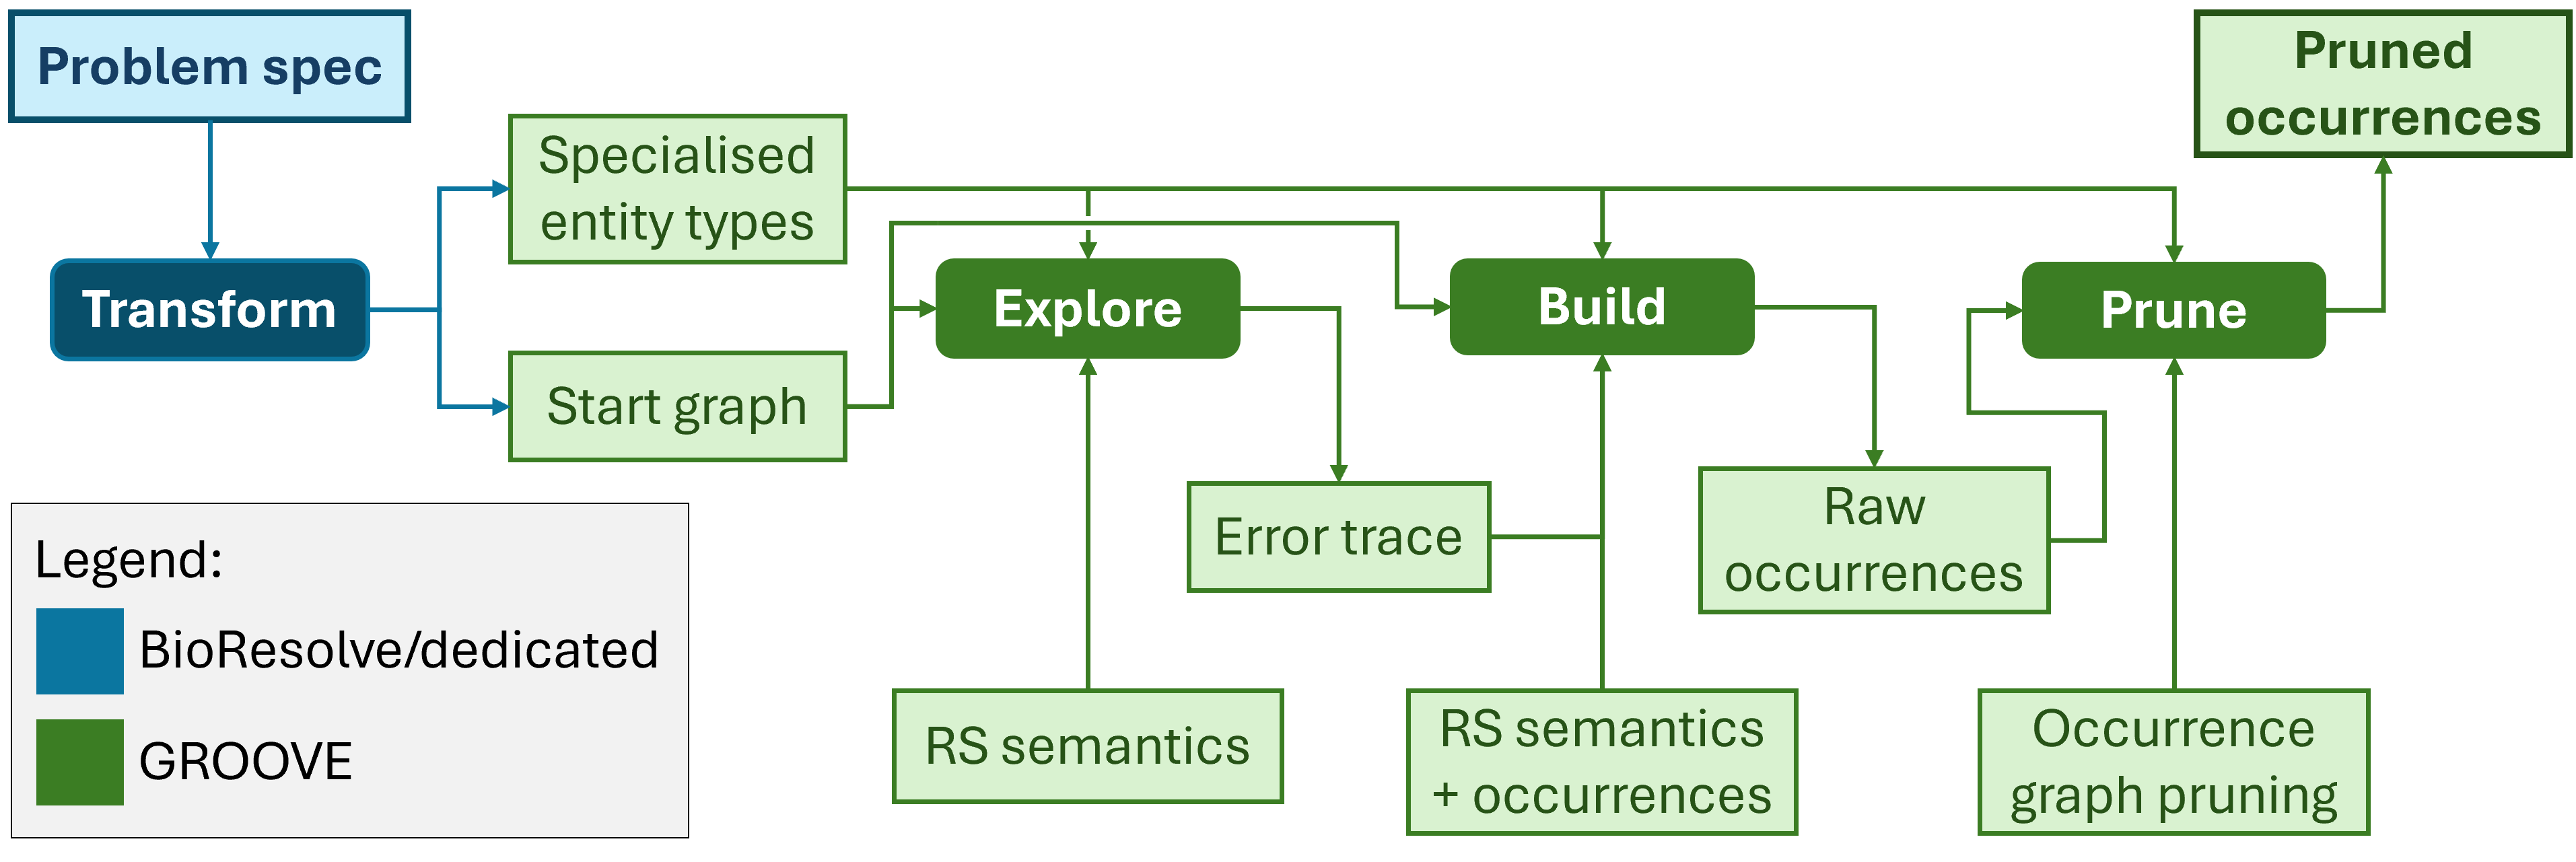 Problem spec
Transform
Specialised
entity types
Start graph
Explore
Build
Prune
Pruned
occurrences
Error trace
Raw
occurrences
RS semantics
RS semantics
+ occurrences
Occurrence
graph pruning
Legend:
BioResolve/dedicated
GROOVE